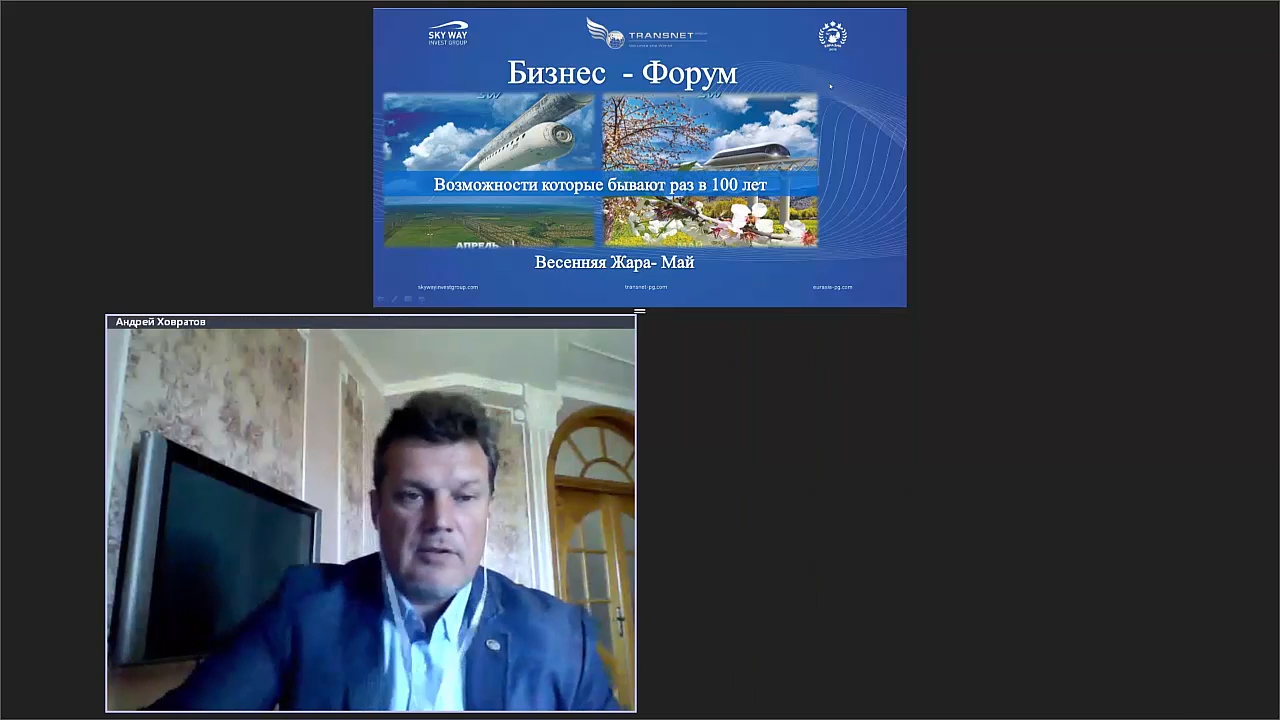 SKY WAY
INVEST GROUP
TRANSNET
Бизнес - Форум
Возможности которые бывают раз в 100 лет
АПРЕЛЬ
МАЙ
Весенняя Жара- Май
skywayinvestgroup.com
transnet-pg.com
eurasia-pg.com
Андрей Ховратов